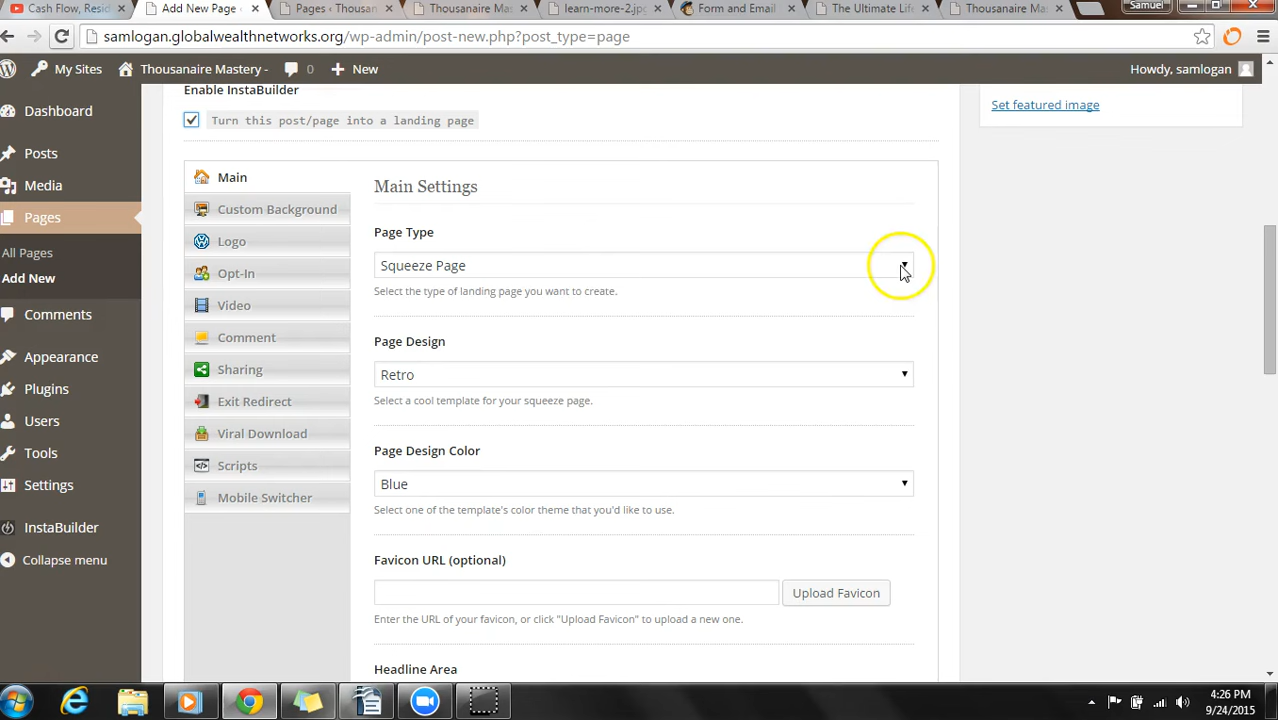 Cash Flow, Resid
Add New Page
Pages ‹ Thousan
Thousanaire Mast
learn-more-2.jpg
Form and Email
The Ultimate Life
Thousanaire Mas
Samuel
samlogan.globalwealthnetworks.org/wp-admin/post-new.php?post_type=page
My Sites
Thousanaire Mastery -
0
New
Howdy, samlogan
Dashboard
Posts
Media
Pages
All Pages
Add New
Comments
Appearance
Plugins
Users
Tools
Settings
InstaBuilder
Collapse menu
Enable InstaBuilder
Turn this post/page into a landing page
Set featured image
Main
Custom Background
Logo
Opt-In
Video
Comment
Sharing
Exit Redirect
Viral Download
Scripts
Mobile Switcher
Main Settings
Page Type
Squeeze Page
Select the type of landing page you want to create.
Page Design
Retro
Select a cool template for your squeeze page.
Page Design Color
Blue
Select one of the template's color theme that you'd like to use.
Favicon URL (optional)
Upload Favicon
Enter the URL of your favicon, or click "Upload Favicon" to upload a new one.
Headline Area
4:26 PM
9/24/2015